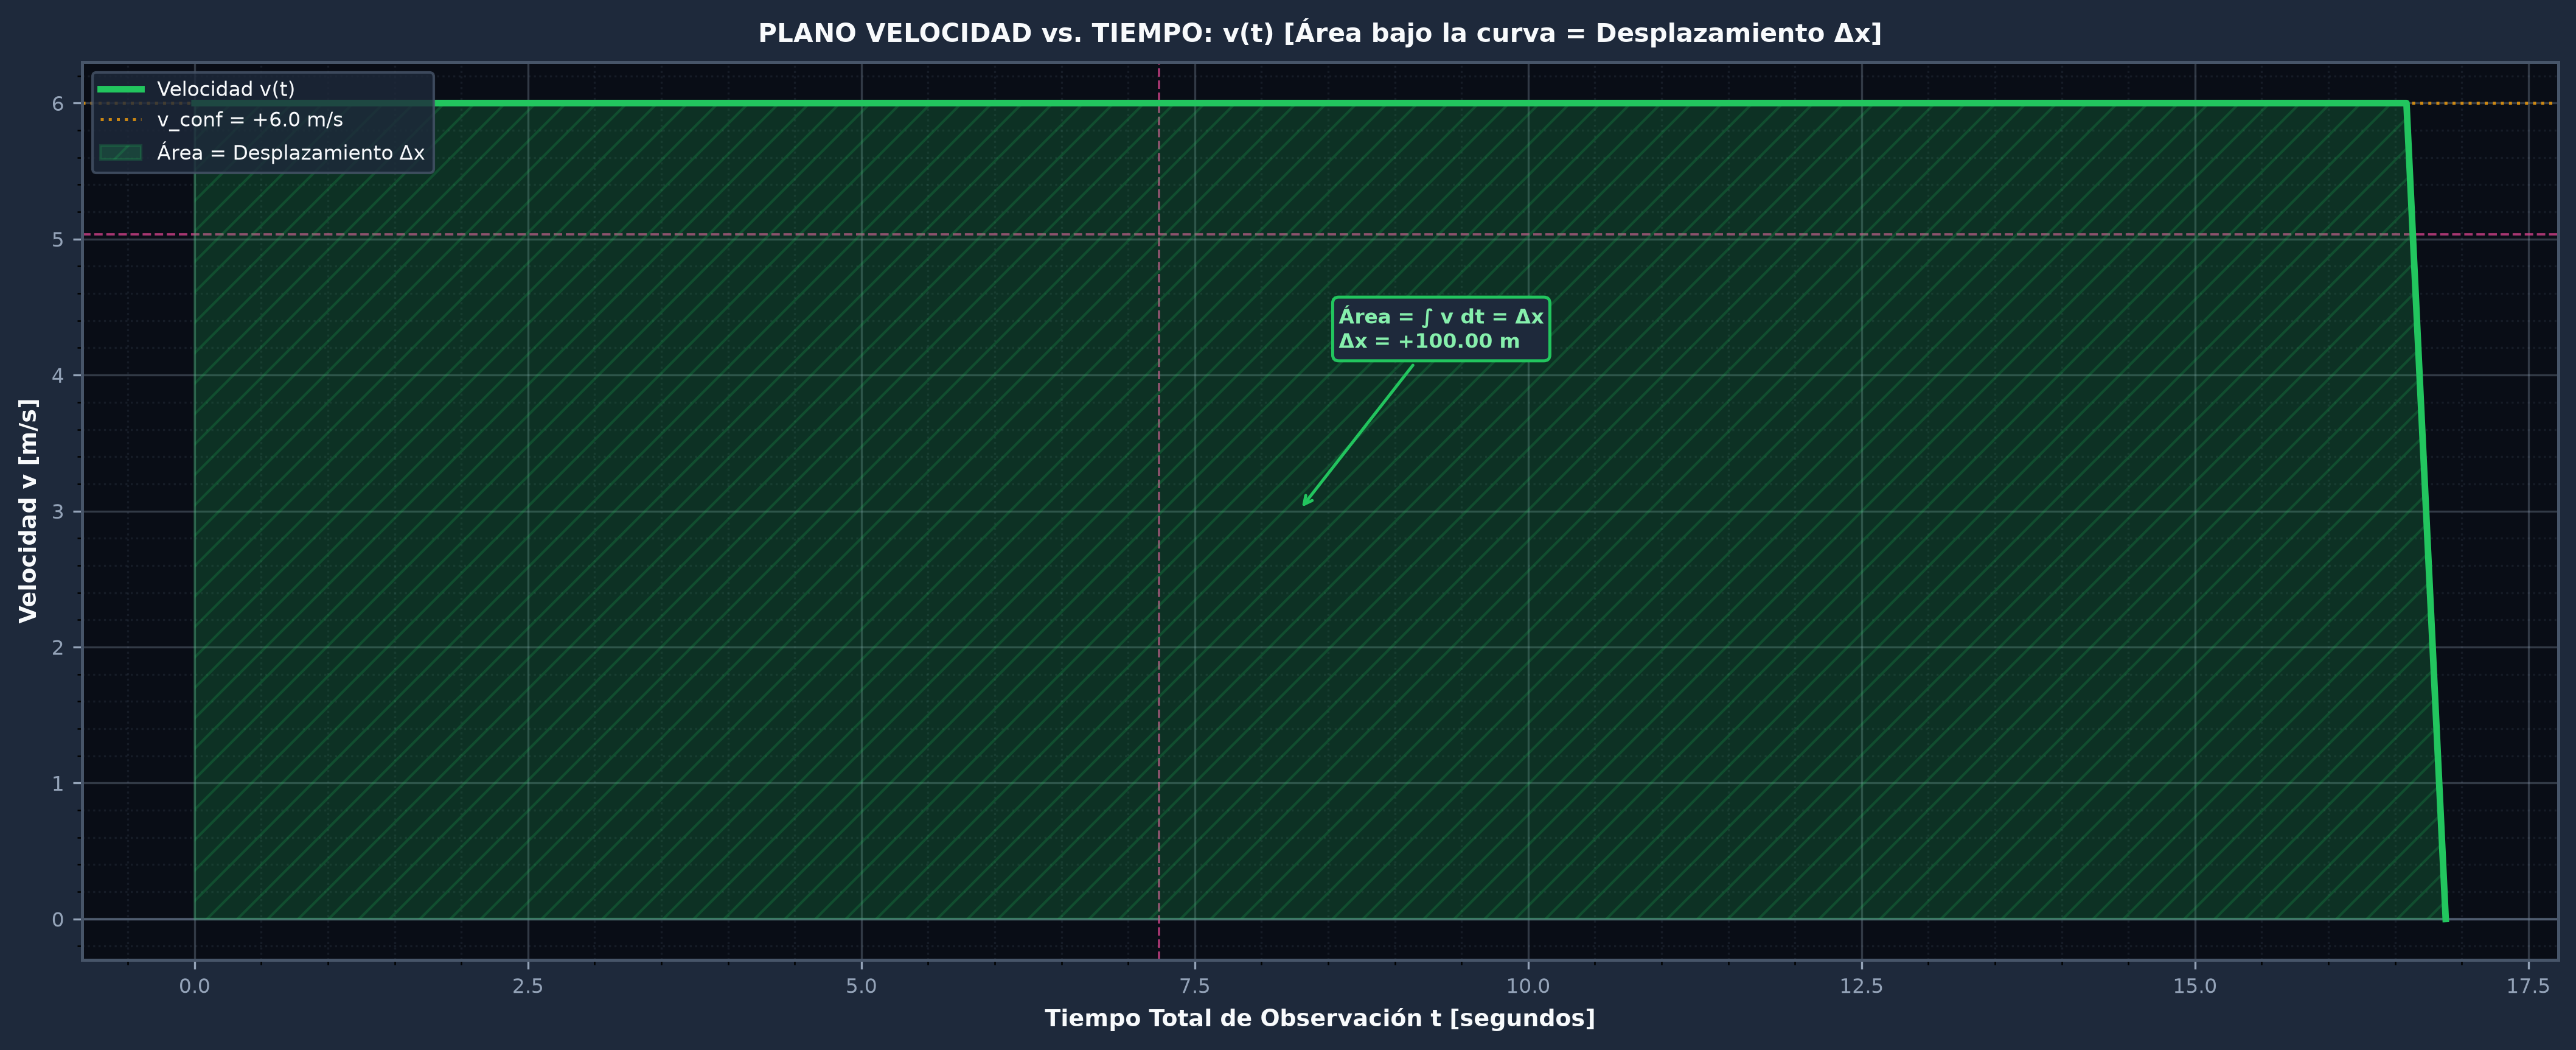 PLANO VELOCIDAD vs. TIEMPO: v(t) [Área bajo la curva = Desplazamiento Δx]
Velocidad v(t)
v_conf = +6.0 m/s
Área = Desplazamiento Δx
Área = ∫ v dt = Δx
Δx = +100.00 m
Velocidad v [m/s]
6
5
4
3
2
1
0
0.0 2.5 5.0 7.5 10.0 12.5 15.0 17.5
Tiempo Total de Observación t [segundos]